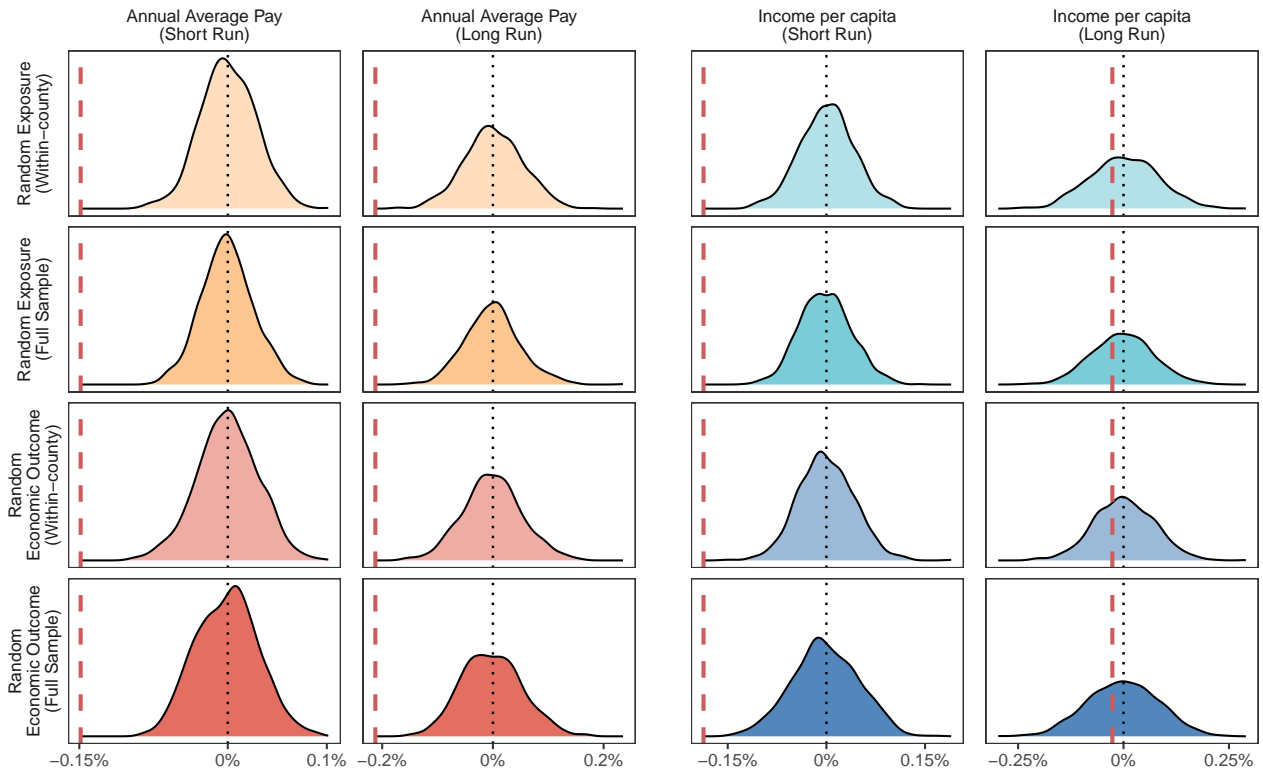 Annual Average Pay
(Short Run)
Annual Average Pay
(Long Run)
Income per capita
(Short Run)
Income per capita
(Long Run)
Random Exposure
(Within−county)
Random Exposure
(Full Sample)
Random
Economic Outcome
(Within−county)
Random
Economic Outcome
(Full Sample)
−0.15% 0% 0.1% −0.2% 0% 0.2% −0.15% 0% 0.15% −0.25% 0% 0.25%